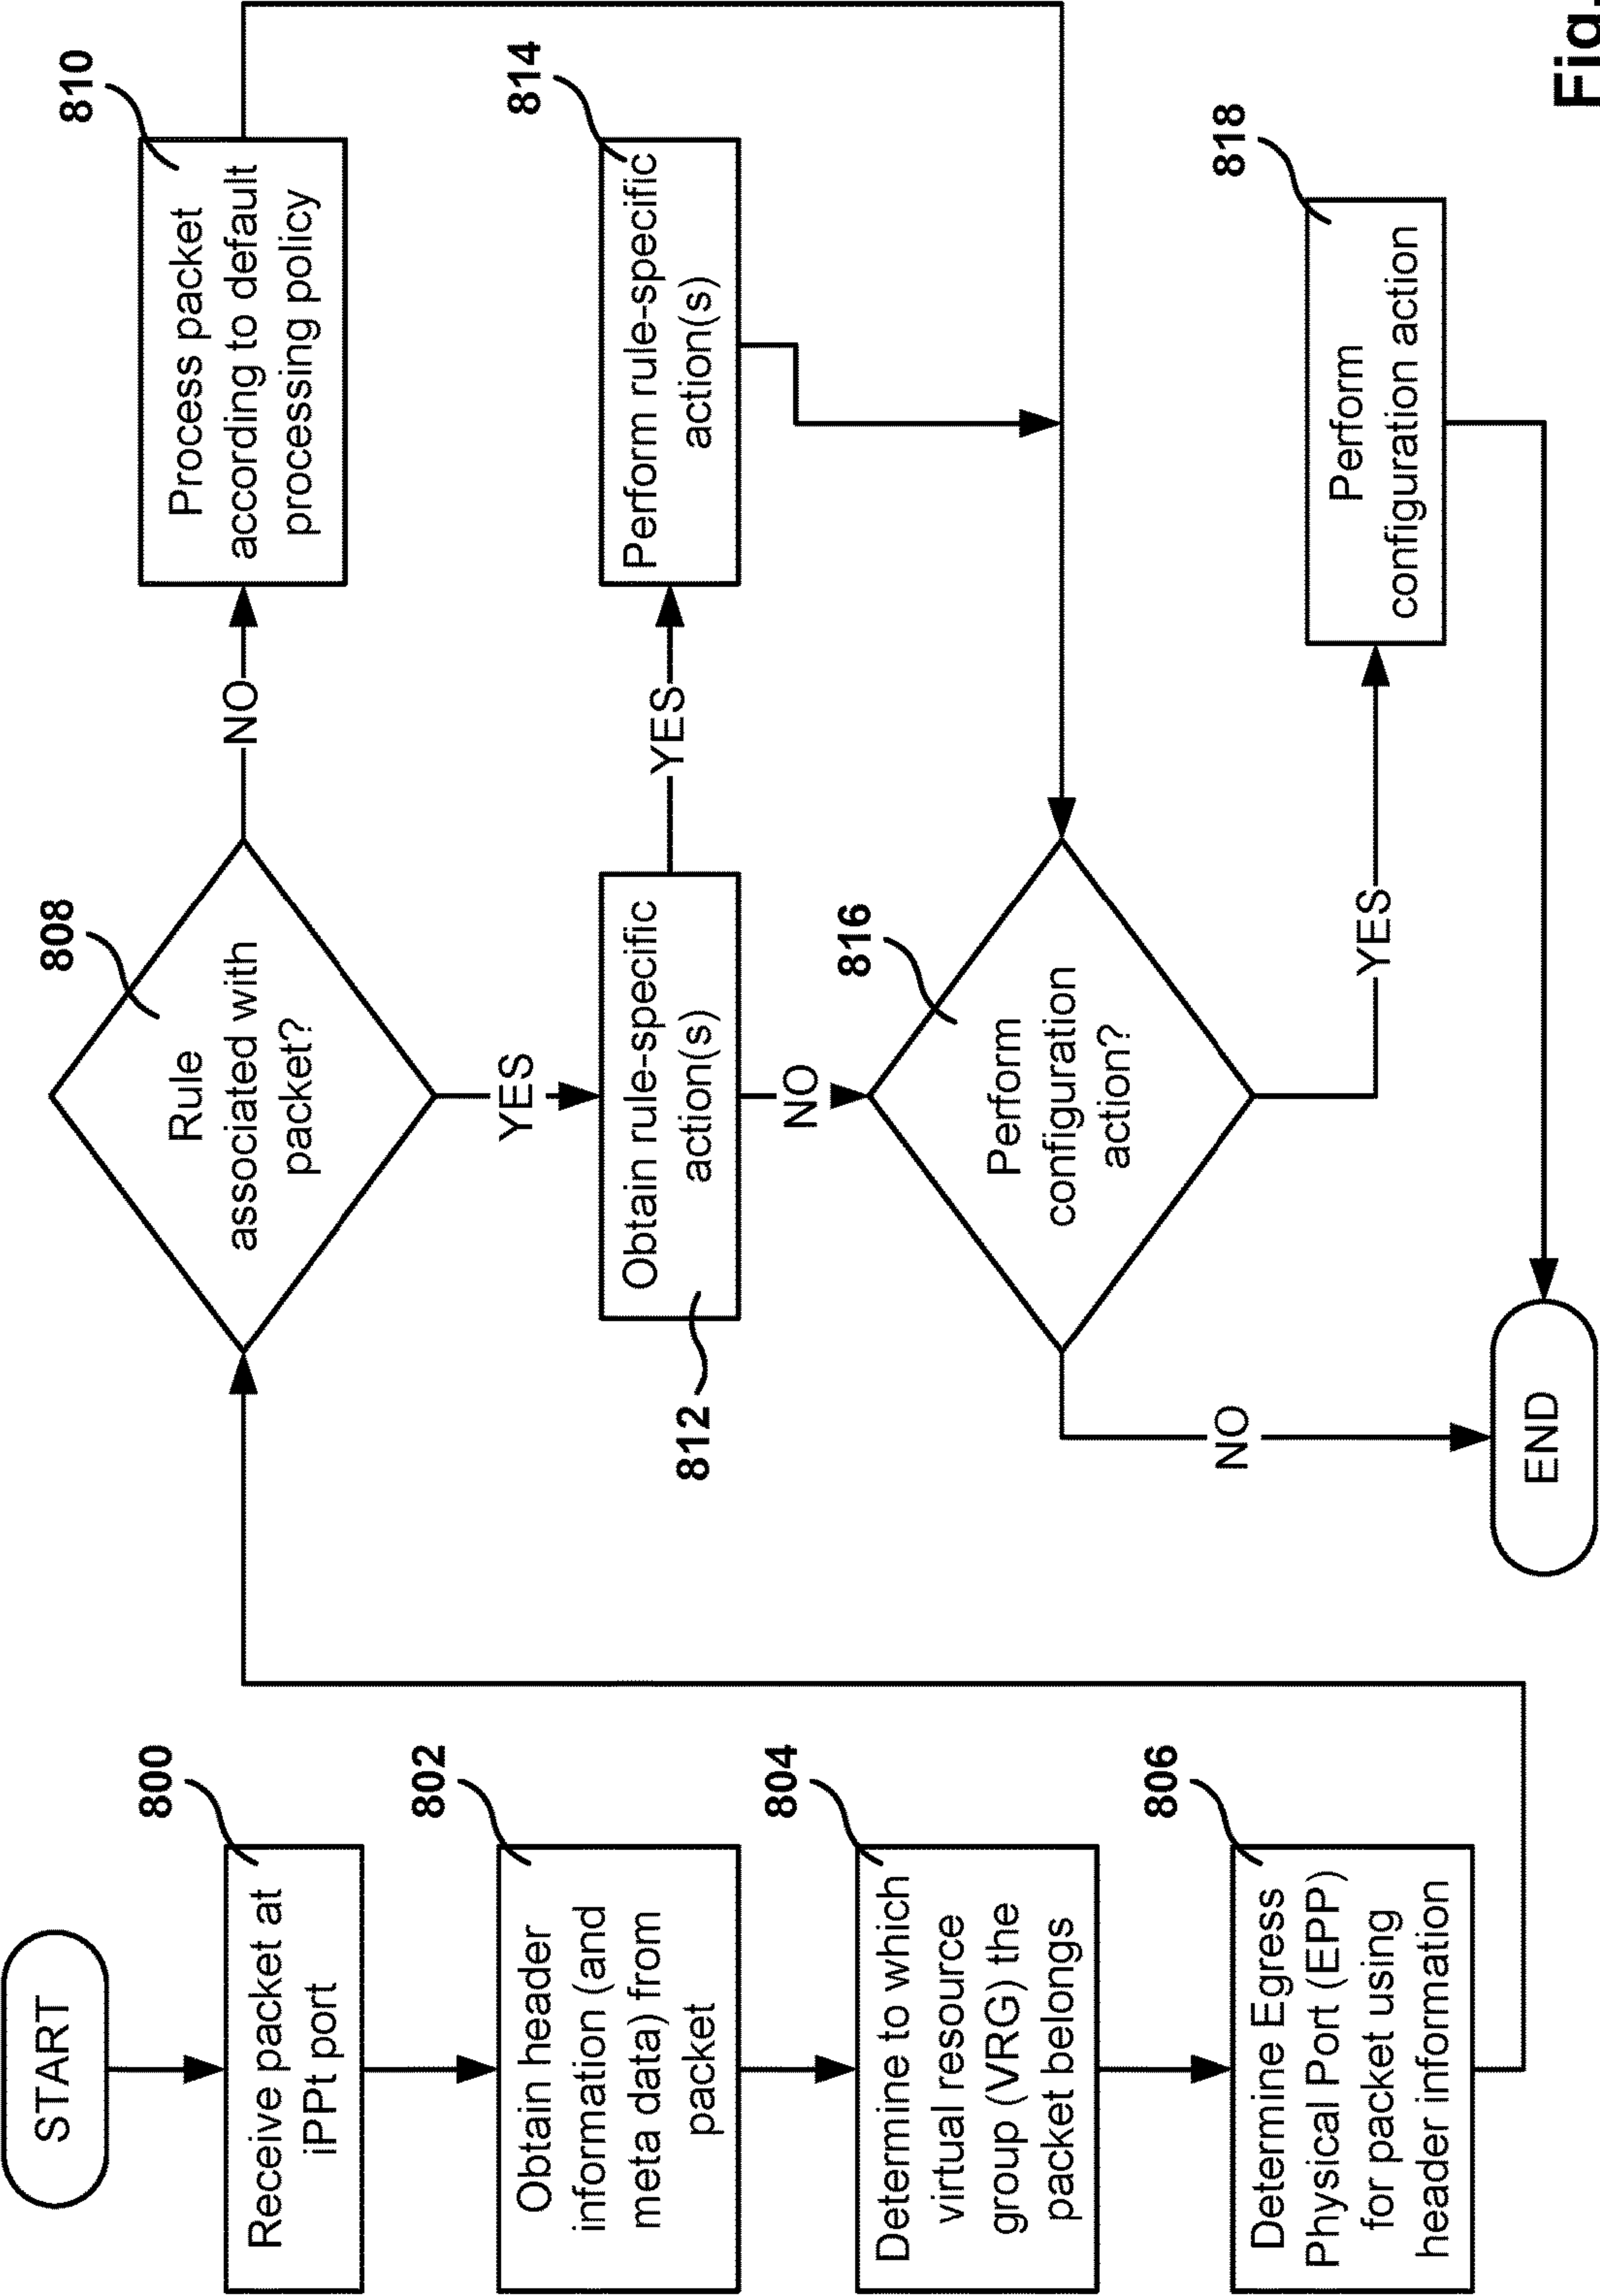 START
800
Receive packet at
iPPt port
802
Obtain header
information (and
meta data) from
packet
804
Determine to which
virtual resource
group (VRG) the
packet belongs
806
Determine Egress
Physical Port (EPP)
for packet using
header information
808
Rule
associated with
packet?
NO
810
Process packet
according to default
processing policy
YES
812
Obtain rule-specific
action(s)
YES
814
Perform rule-specific
action(s)
NO
816
Perform
configuration
action?
YES
818
Perform
configuration action
NO
END
Fig.